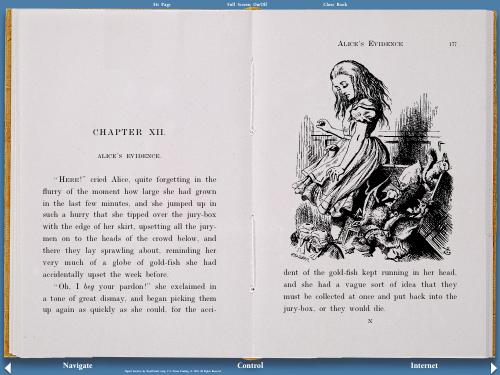 Fit Page Full Screen On/Off Close Book
CHAPTER XII.
ALICE'S EVIDENCE.
"HERE!" cried Alice, quite forgetting in the
flurry of the moment how large she had grown
in the last few minutes, and she jumped up in
such a hurry that she tipped over the jury-box
with the edge of her skirt, upsetting all the jury-
men on to the heads of the crowd below, and
there they lay sprawling about, reminding her
very much of a globe of gold-fish she had
accidentally upset the week before.
"Oh, I beg your pardon!" she exclaimed in
a tone of great dismay, and began picking them
up again as quickly as she could, for the acci-
ALICE'S EVIDENCE 177
dent of the gold-fish kept running in her head,
and she had a vague sort of idea that they
must be collected at once and put back into the
jury-box, or they would die.
N
Navigate Control Internet